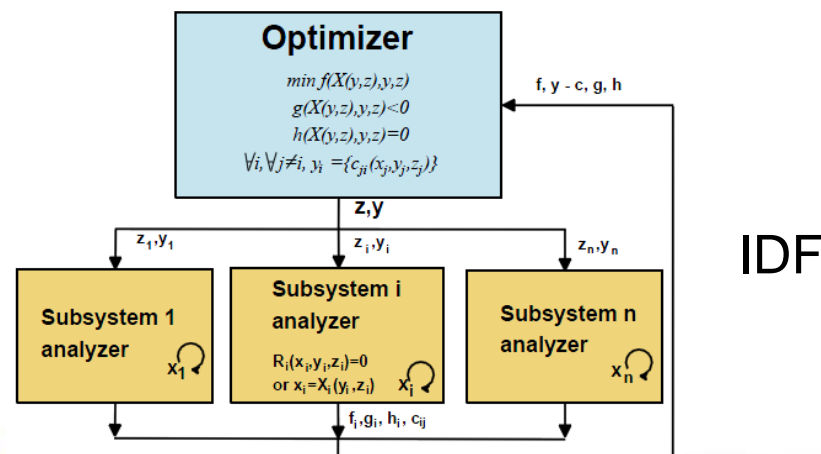 Optimizer
min f(X(y,z),y,z)
g(X(y,z),y,z)<0
h(X(y,z),y,z)=0
∀i,∀j≠i, yᵢ ={cⱼᵢ(xⱼ,yⱼ,zⱼ)}
f, y - c, g, h
z,y
z₁,y₁
zᵢ,yᵢ
zₙ,yₙ
IDF
Subsystem 1
analyzer
x₁
Subsystem i
analyzer
Rᵢ(xᵢ,yᵢ,zᵢ)=0
or xᵢ=Xᵢ(yᵢ,zᵢ)
xᵢ
Subsystem n
analyzer
xₙ
fᵢ,gᵢ, hᵢ, cᵢⱼ